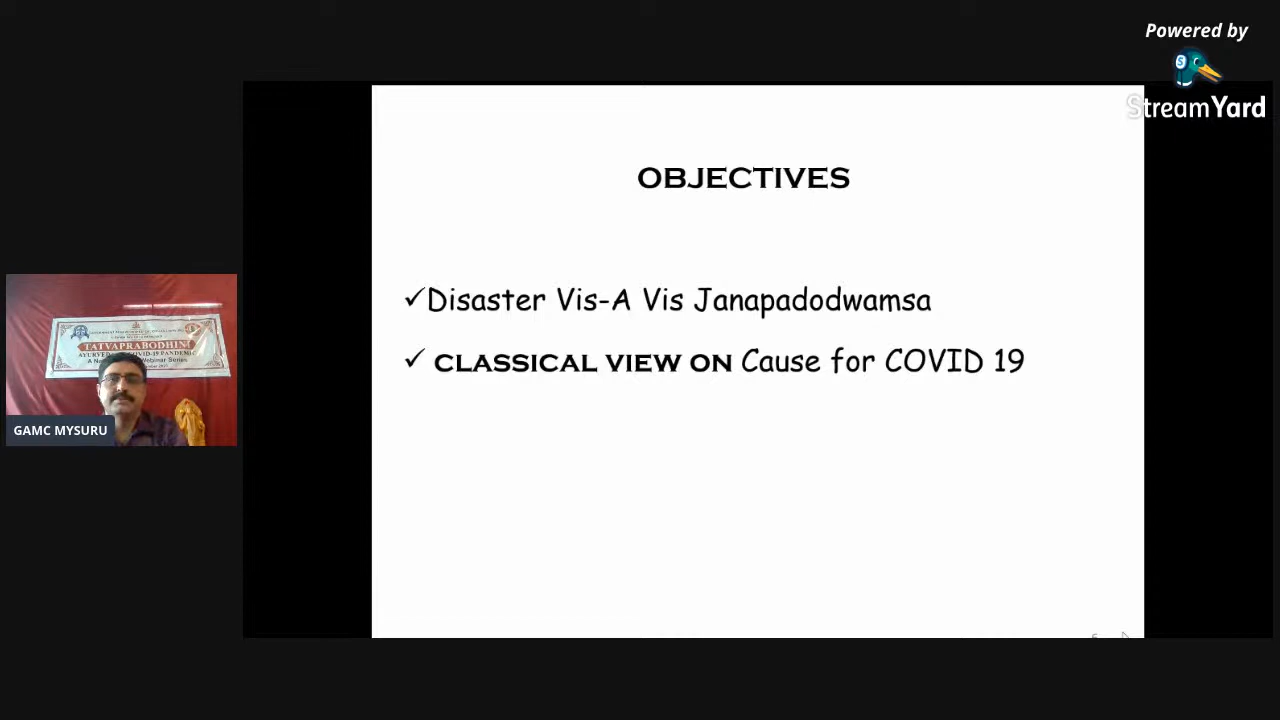 Powered by
StreamYard
OBJECTIVES
✓Disaster Vis-A Vis Janapadodwamsa
✓ CLASSICAL VIEW ON Cause for COVID 19
TATVAPRABODHINI
GAMC MYSURU